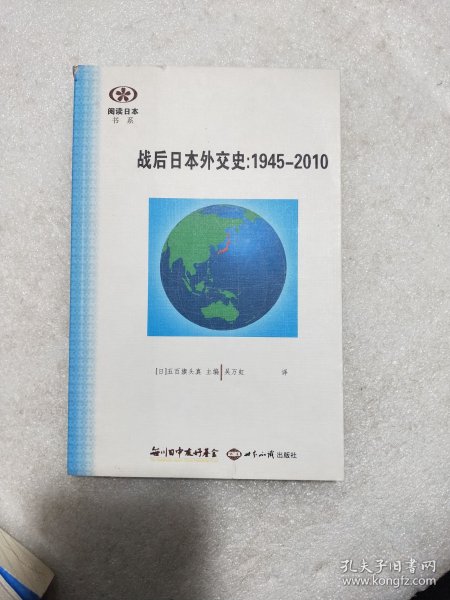 阅读日本
书系
战后日本外交史:1945-2010
[日]五百旗头真 主编 吴万虹 译
笹川日中友好基金
世界知识出版社
孔夫子旧书网
www.kongfz.com